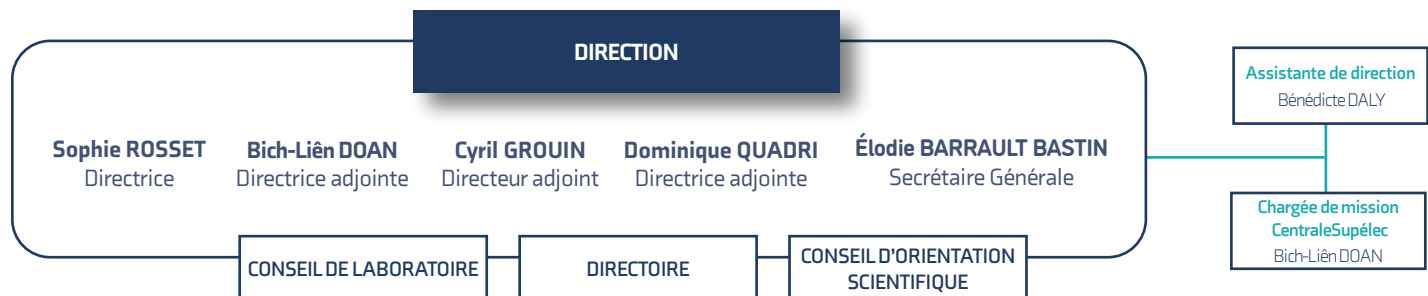 DIRECTION
Sophie ROSSET
Directrice
Bich-Liên DOAN
Directrice adjointe
Cyril GROUIN
Directeur adjoint
Dominique QUADRI
Directrice adjointe
Élodie BARRAULT BASTIN
Secrétaire Générale
CONSEIL DE LABORATOIRE
DIRECTOIRE
CONSEIL D'ORIENTATION
SCIENTIFIQUE
Assistante de direction
Bénédicte DALY
Chargée de mission
CentraleSupélec
Bich-Liên DOAN